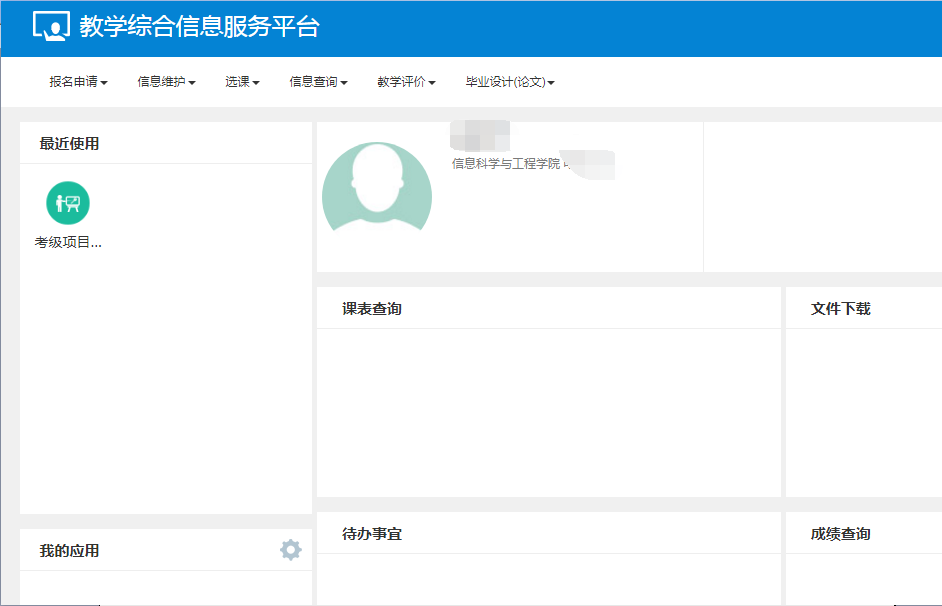 教学综合信息服务平台
报名申请 信息维护 选课 信息查询 教学评价 毕业设计(论文)
最近使用
考级项目...
信息科学与工程学院
课表查询
文件下载
我的应用
待办事宜
成绩查询